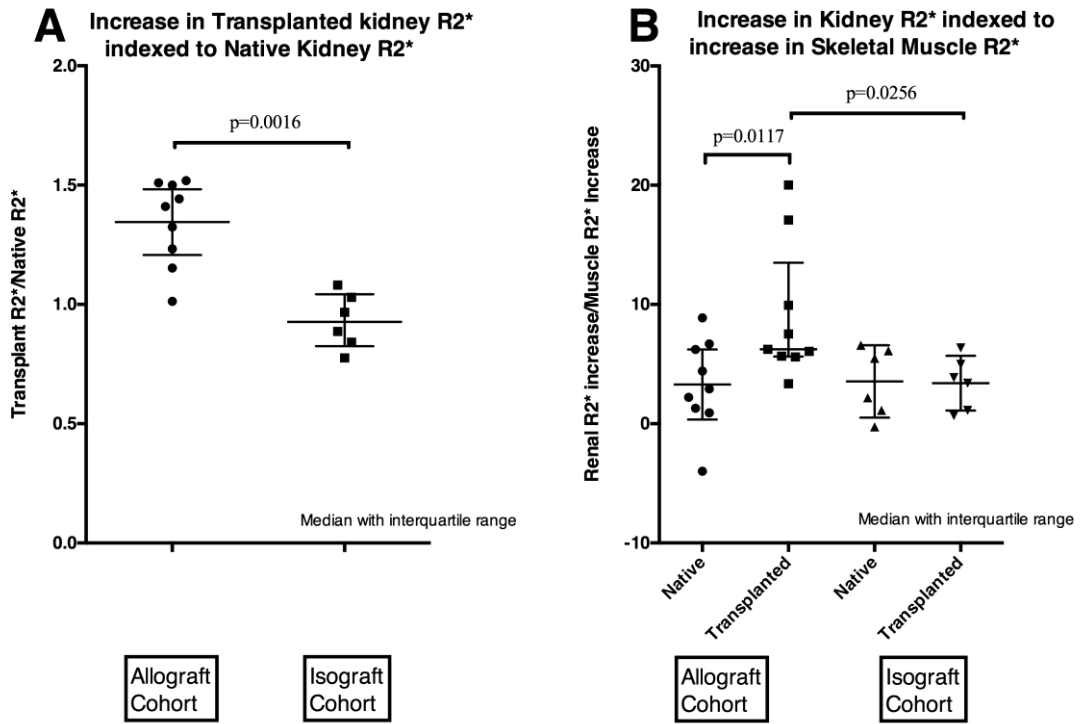 A
Increase in Transplanted kidney R2*
indexed to Native Kidney R2*
2.0
1.5
1.0
0.5
0.0
Transplant R2*/Native R2*
p=0.0016
Median with interquartile range
Allograft
Cohort
Isograft
Cohort
B
Increase in Kidney R2* indexed to
increase in Skeletal Muscle R2*
30
20
10
0
-10
Renal R2* increase/Muscle R2* Increase
p=0.0117
p=0.0256
Median with interquartile range
Native
Transplanted
Native
Transplanted
Allograft
Cohort
Isograft
Cohort